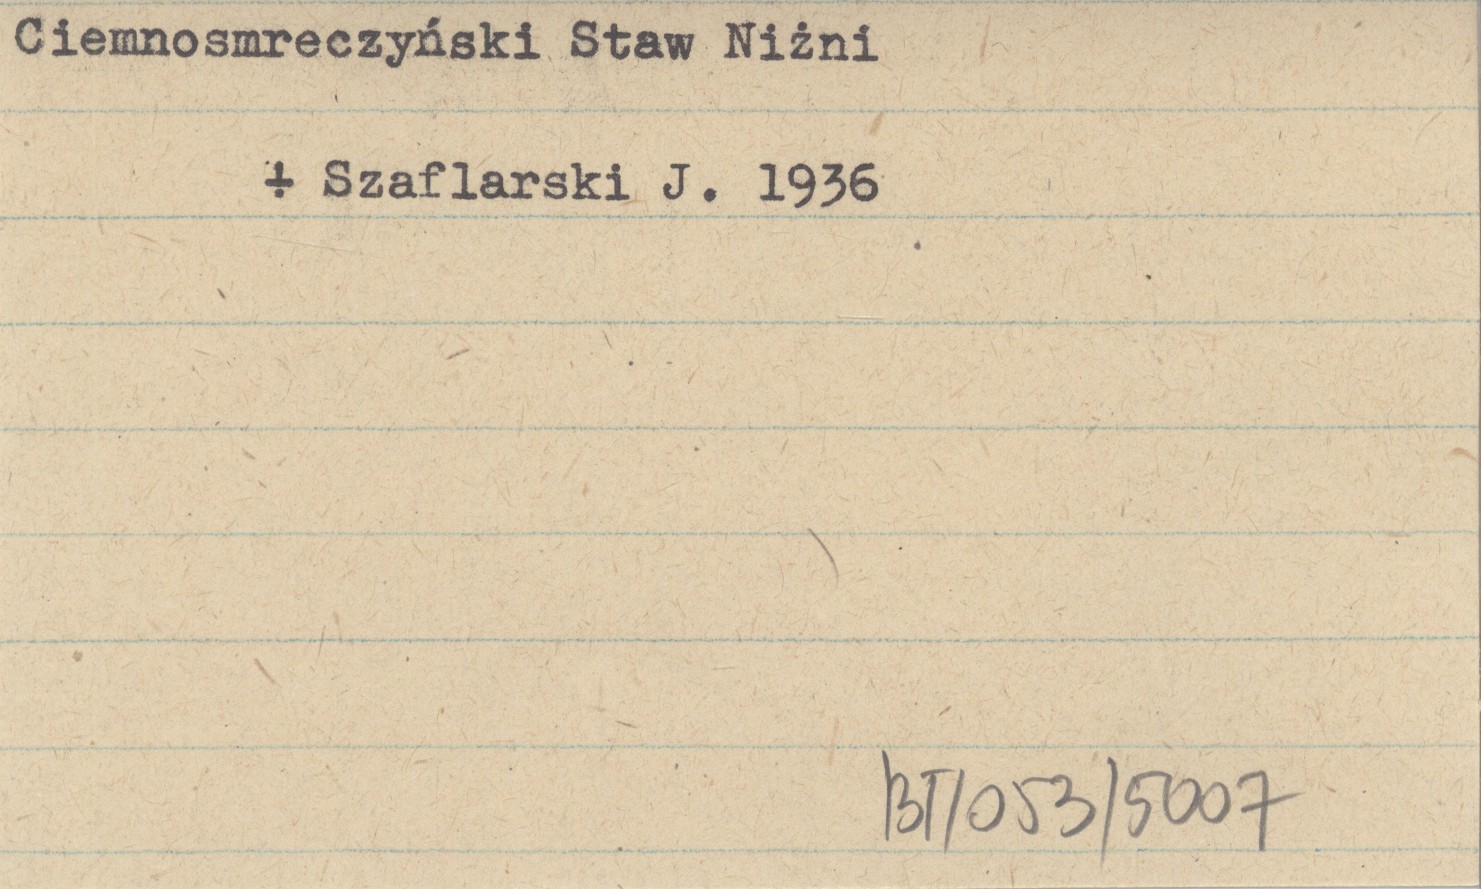 Ciemnosmreczyński Staw Niżni
∔ Szaflarski J. 1936
BT/053/5007